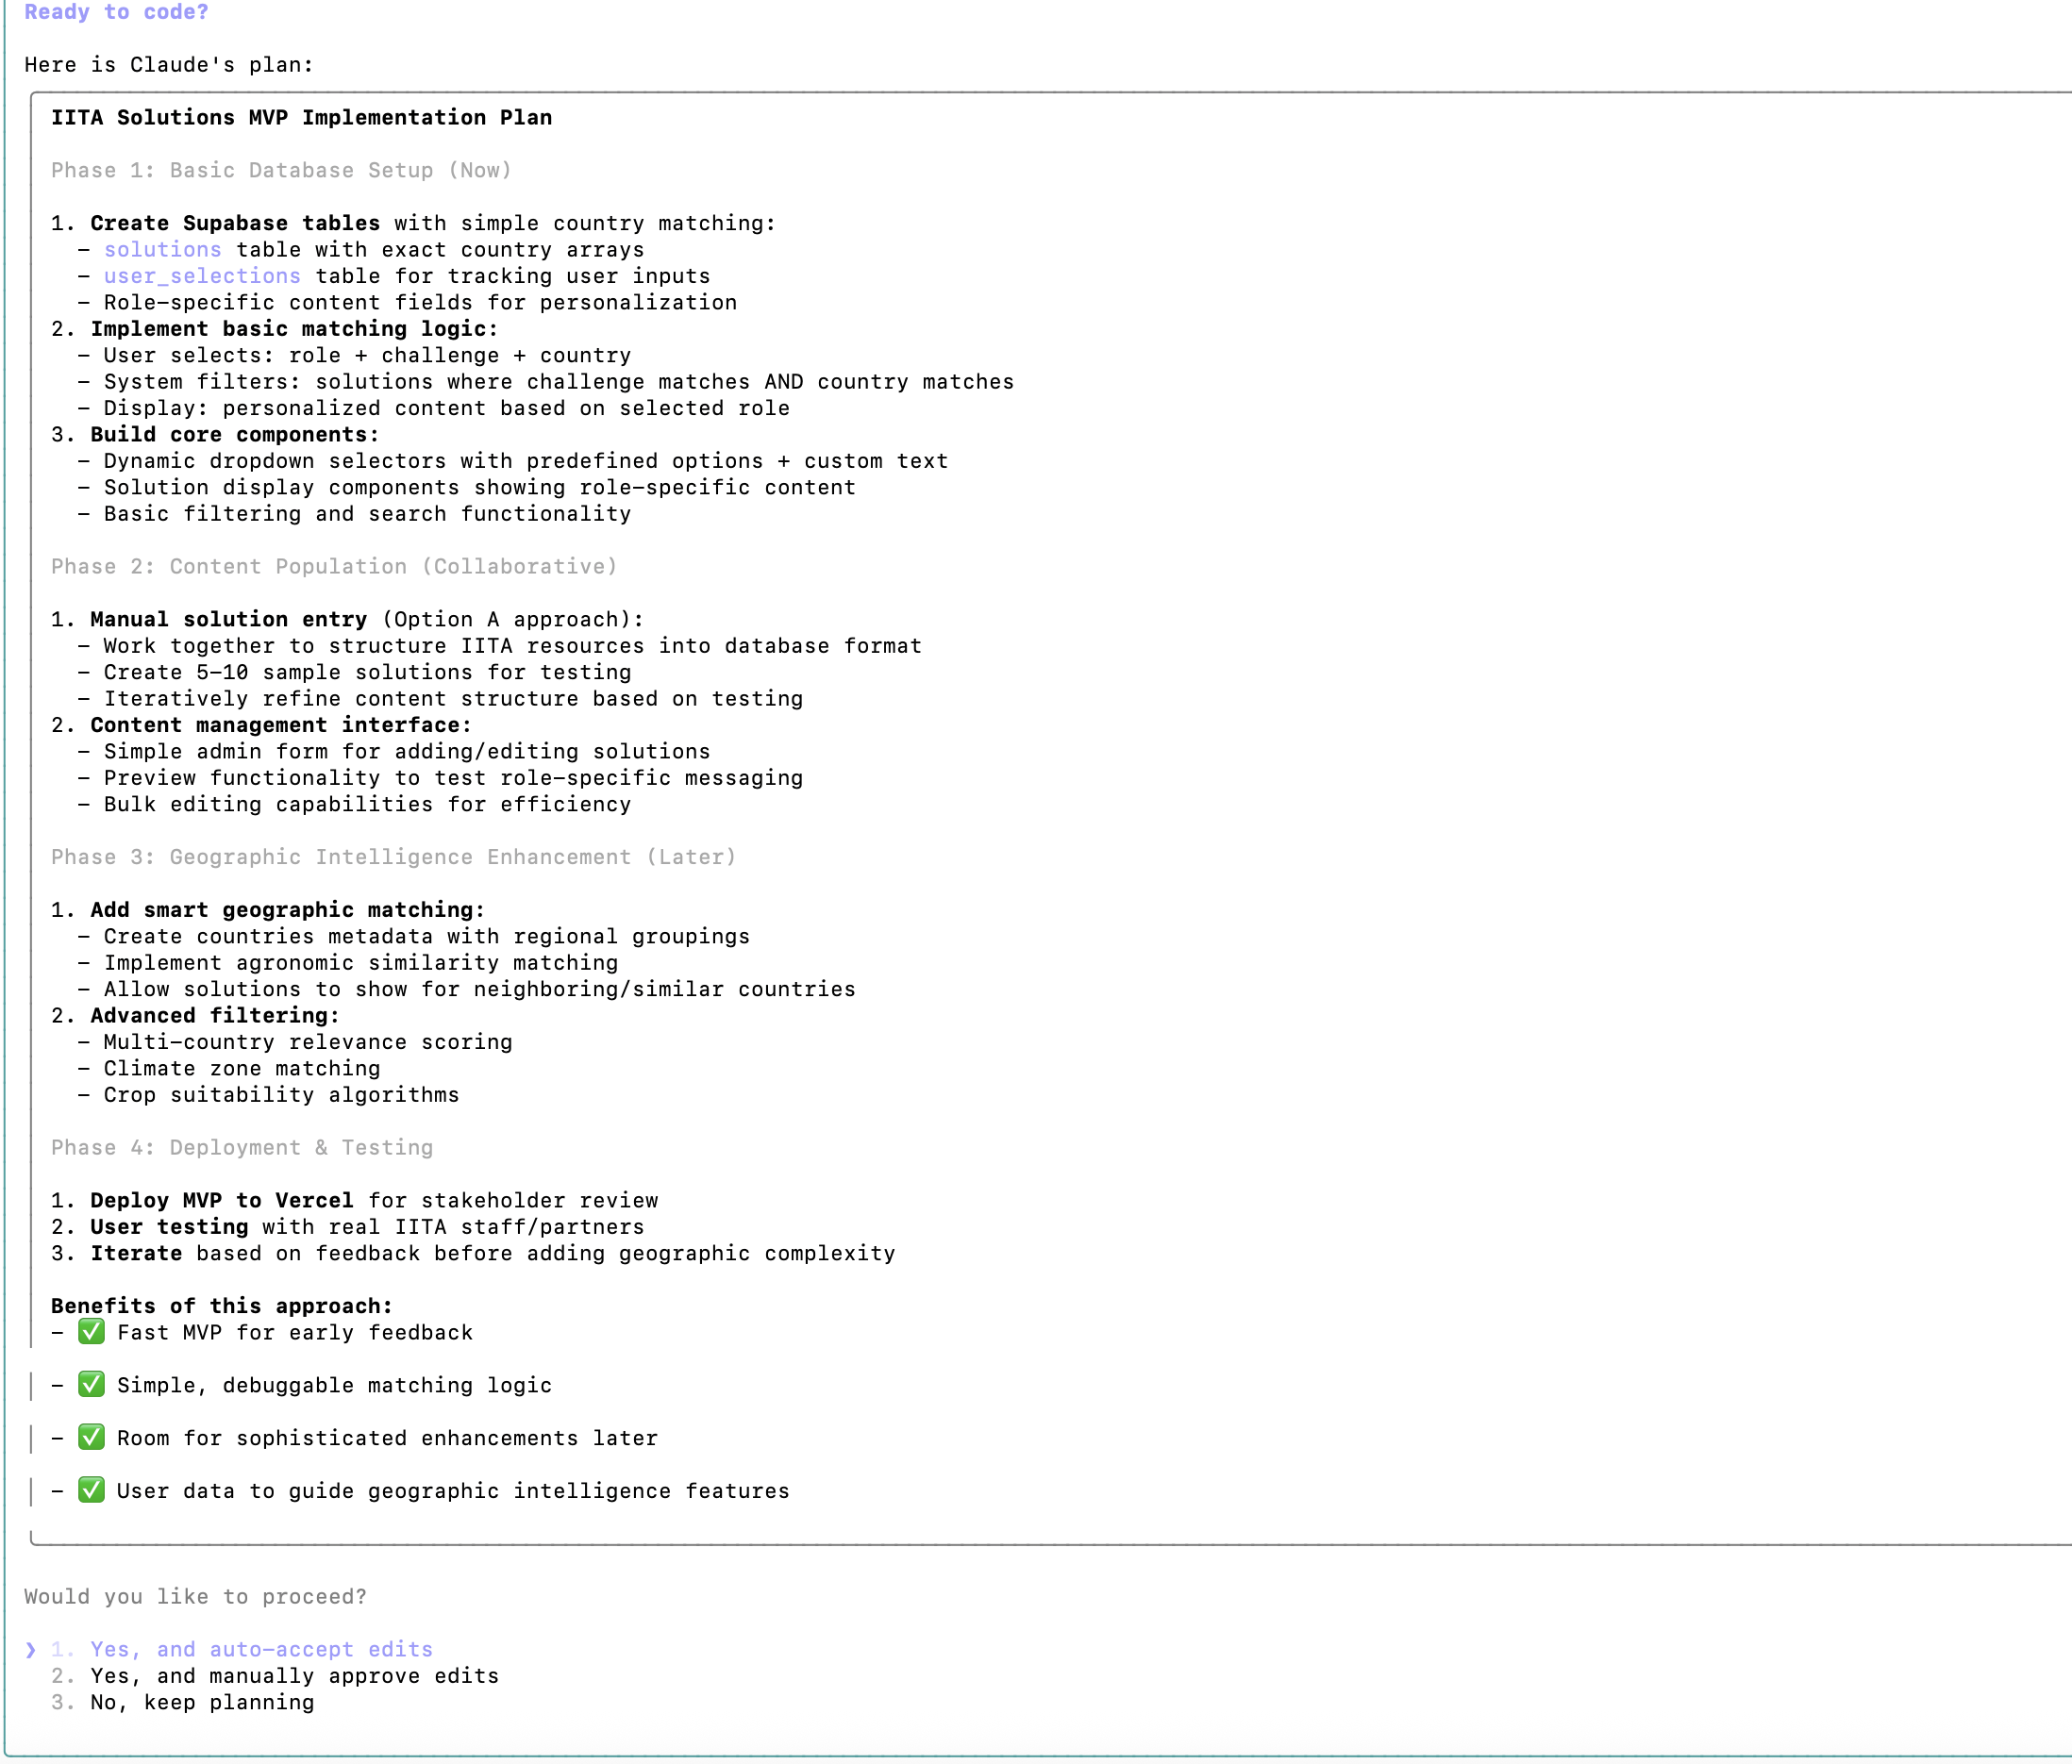 Ready to code?
Here is Claude's plan:
IITA Solutions MVP Implementation Plan
Phase 1: Basic Database Setup (Now)
1. Create Supabase tables with simple country matching:
– solutions table with exact country arrays
– user_selections table for tracking user inputs
– Role-specific content fields for personalization
2. Implement basic matching logic:
– User selects: role + challenge + country
– System filters: solutions where challenge matches AND country matches
– Display: personalized content based on selected role
3. Build core components:
– Dynamic dropdown selectors with predefined options + custom text
– Solution display components showing role-specific content
– Basic filtering and search functionality
Phase 2: Content Population (Collaborative)
1. Manual solution entry (Option A approach):
– Work together to structure IITA resources into database format
– Create 5-10 sample solutions for testing
– Iteratively refine content structure based on testing
2. Content management interface:
– Simple admin form for adding/editing solutions
– Preview functionality to test role-specific messaging
– Bulk editing capabilities for efficiency
Phase 3: Geographic Intelligence Enhancement (Later)
1. Add smart geographic matching:
– Create countries metadata with regional groupings
– Implement agronomic similarity matching
– Allow solutions to show for neighboring/similar countries
2. Advanced filtering:
– Multi-country relevance scoring
– Climate zone matching
– Crop suitability algorithms
Phase 4: Deployment & Testing
1. Deploy MVP to Vercel for stakeholder review
2. User testing with real IITA staff/partners
3. Iterate based on feedback before adding geographic complexity
Benefits of this approach:
– ✅ Fast MVP for early feedback
– ✅ Simple, debuggable matching logic
– ✅ Room for sophisticated enhancements later
– ✅ User data to guide geographic intelligence features
Would you like to proceed?
❯ 1. Yes, and auto-accept edits
2. Yes, and manually approve edits
3. No, keep planning